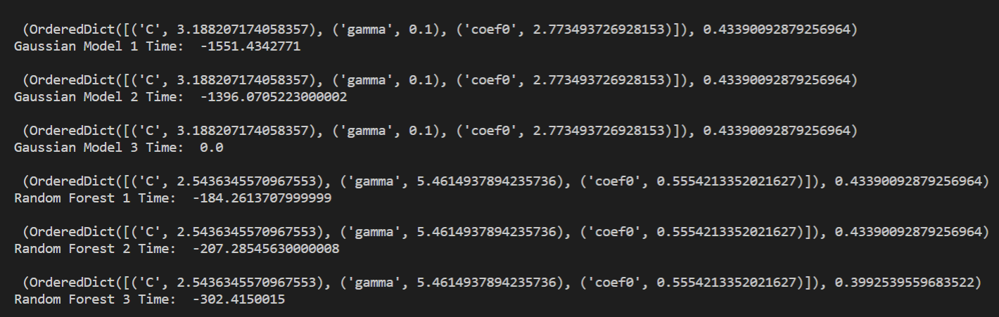 (OrderedDict([('C', 3.188207174058357), ('gamma', 0.1), ('coef0', 2.773493726928153)]), 0.43390092879256964)
Gaussian Model 1 Time:  -1551.4342771
(OrderedDict([('C', 3.188207174058357), ('gamma', 0.1), ('coef0', 2.773493726928153)]), 0.43390092879256964)
Gaussian Model 2 Time:  -1396.0705223000002
(OrderedDict([('C', 3.188207174058357), ('gamma', 0.1), ('coef0', 2.773493726928153)]), 0.43390092879256964)
Gaussian Model 3 Time:  0.0
(OrderedDict([('C', 2.5436345570967553), ('gamma', 5.4614937894235736), ('coef0', 0.5554213352021627)]), 0.43390092879256964)
Random Forest 1 Time:  -184.2613707999999
(OrderedDict([('C', 2.5436345570967553), ('gamma', 5.4614937894235736), ('coef0', 0.5554213352021627)]), 0.43390092879256964)
Random Forest 2 Time:  -207.28545630000008
(OrderedDict([('C', 2.5436345570967553), ('gamma', 5.4614937894235736), ('coef0', 0.5554213352021627)]), 0.3992539559683522)
Random Forest 3 Time:  -302.4150015